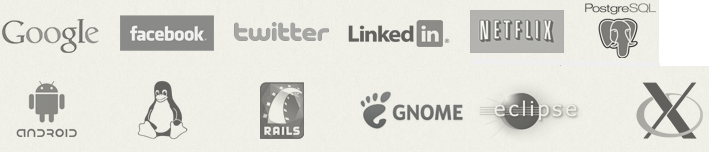 Google
facebook
twitter
LinkedIn
NETFLIX
PostgreSQL
android
RAILS
GNOME
eclipse
X